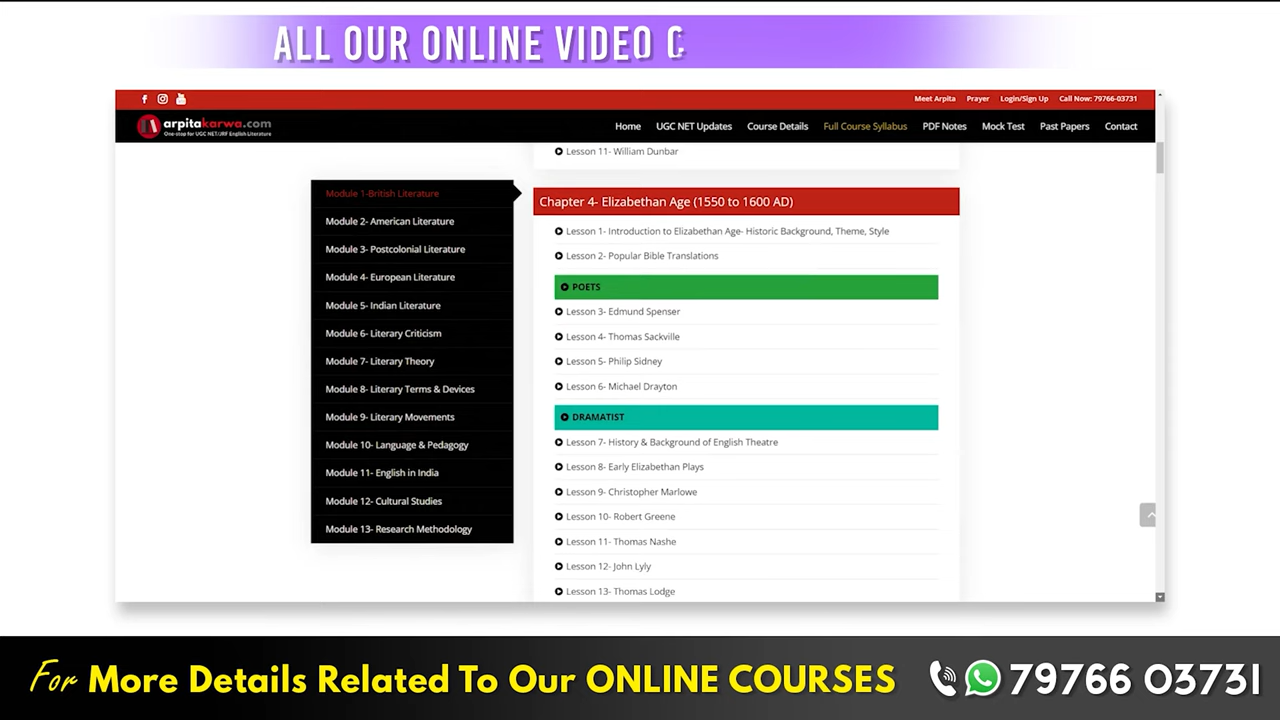 ALL OUR ONLINE VIDEO C
Meet Arpita Prayer Login/Sign Up Call Now: 79766-03731
arpitakarwa.com
One-stop for UGC NET/JRF English Literature
Home UGC NET Updates Course Details Full Course Syllabus PDF Notes Mock Test Past Papers Contact
Lesson 11- William Dunbar
Module 1-British Literature
Module 2- American Literature
Module 3- Postcolonial Literature
Module 4- European Literature
Module 5- Indian Literature
Module 6- Literary Criticism
Module 7- Literary Theory
Module 8- Literary Terms & Devices
Module 9- Literary Movements
Module 10- Language & Pedagogy
Module 11- English in India
Module 12- Cultural Studies
Module 13- Research Methodology
Chapter 4- Elizabethan Age (1550 to 1600 AD)
Lesson 1- Introduction to Elizabethan Age- Historic Background, Theme, Style
Lesson 2- Popular Bible Translations
POETS
Lesson 3- Edmund Spenser
Lesson 4- Thomas Sackville
Lesson 5- Philip Sidney
Lesson 6- Michael Drayton
DRAMATIST
Lesson 7- History & Background of English Theatre
Lesson 8- Early Elizabethan Plays
Lesson 9- Christopher Marlowe
Lesson 10- Robert Greene
Lesson 11- Thomas Nashe
Lesson 12- John Lyly
Lesson 13- Thomas Lodge
For More Details Related To Our ONLINE COURSES 79766 03731